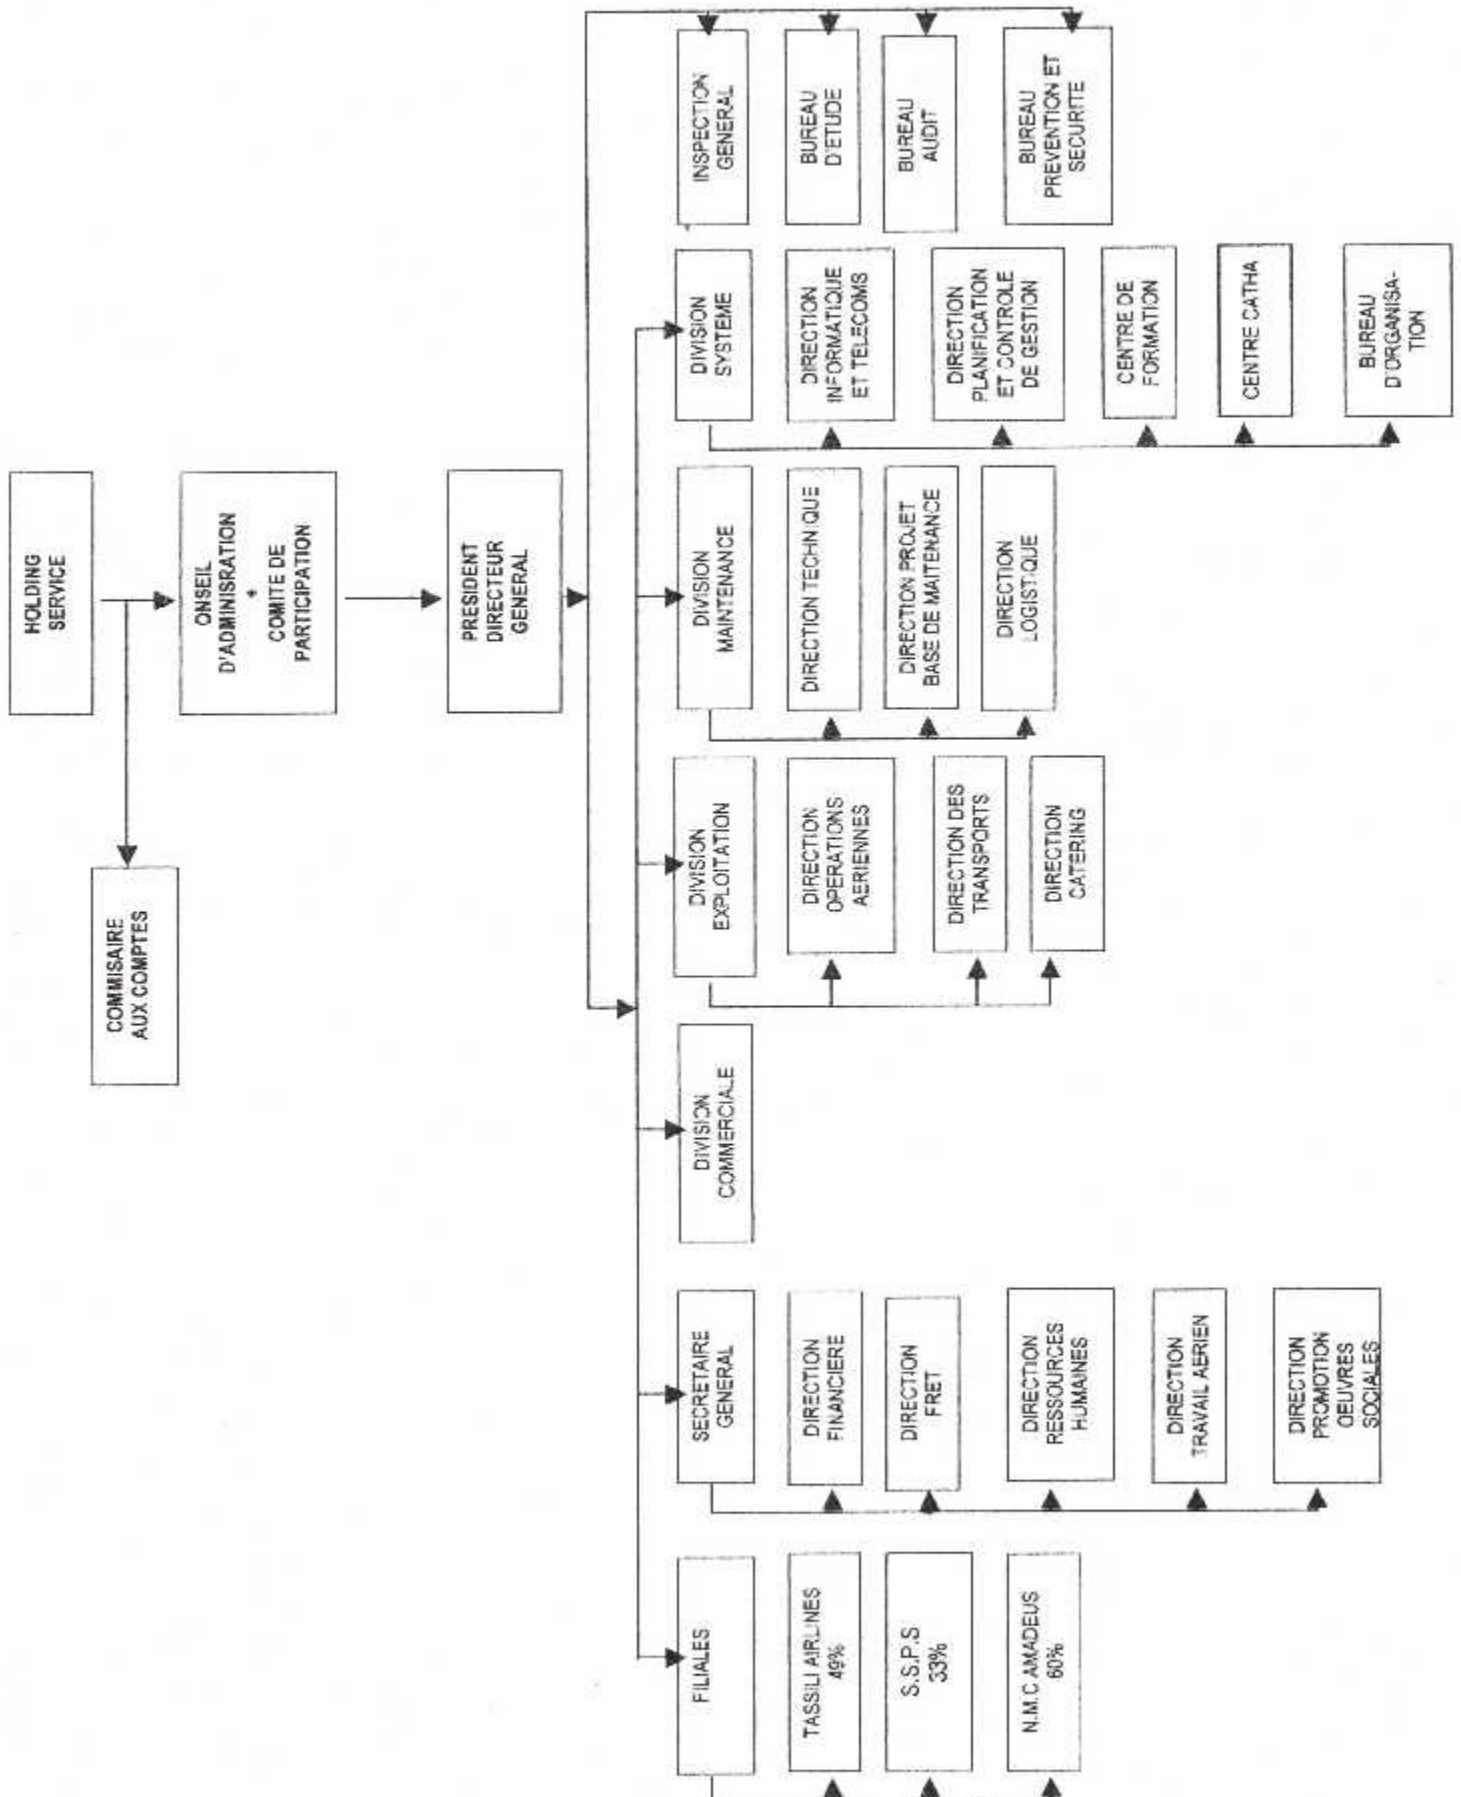 HOLDING
SERVICE
COMMISAIRE
AUX COMPTES
ONSEIL
D'ADMINISRATION
+
COMITE DE
PARTICIPATION
PRESIDENT
DIRECTEUR
GENERAL
FILIALES
TASSILI AIRLINES
49%
S.S.P.S
33%
N.M.C AMADEUS
60%
SECRETAIRE
GENERAL
DIRECTION
FINANCIERE
DIRECTION
FRET
DIRECTION
RESSOURCES
HUMAINES
DIRECTION
TRAVAIL AERIEN
DIRECTION
PROMOTION
ŒUVRES
SOCIALES
DIVISION
COMMERCIALE
DIVISION
EXPLOITATION
DIRECTION
OPERATIONS
AERIENNES
DIRECTION DES
TRANSPORTS
DIRECTION
CATERING
DIVISION
MAINTENANCE
DIRECTION TECHNIQUE
DIRECTION PROJET
BASE DE MAITENANCE
DIRECTION
LOGISTIQUE
DIVISION
SYSTEME
DIRECTION
INFORMATIQUE
ET TELECOMS
DIRECTION
PLANIFICATION
ET CONTROLE
DE GESTION
CENTRE DE
FORMATION
CENTRE CATHA
BUREAU
D'ORGANISA-
TION
INSPECTION
GENERAL
BUREAU
D'ETUDE
BUREAU
AUDIT
BUREAU
PREVENTION ET
SECURITE